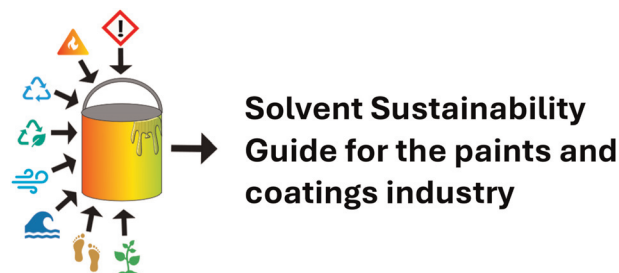 Solvent Sustainability
Guide for the paints and
coatings industry